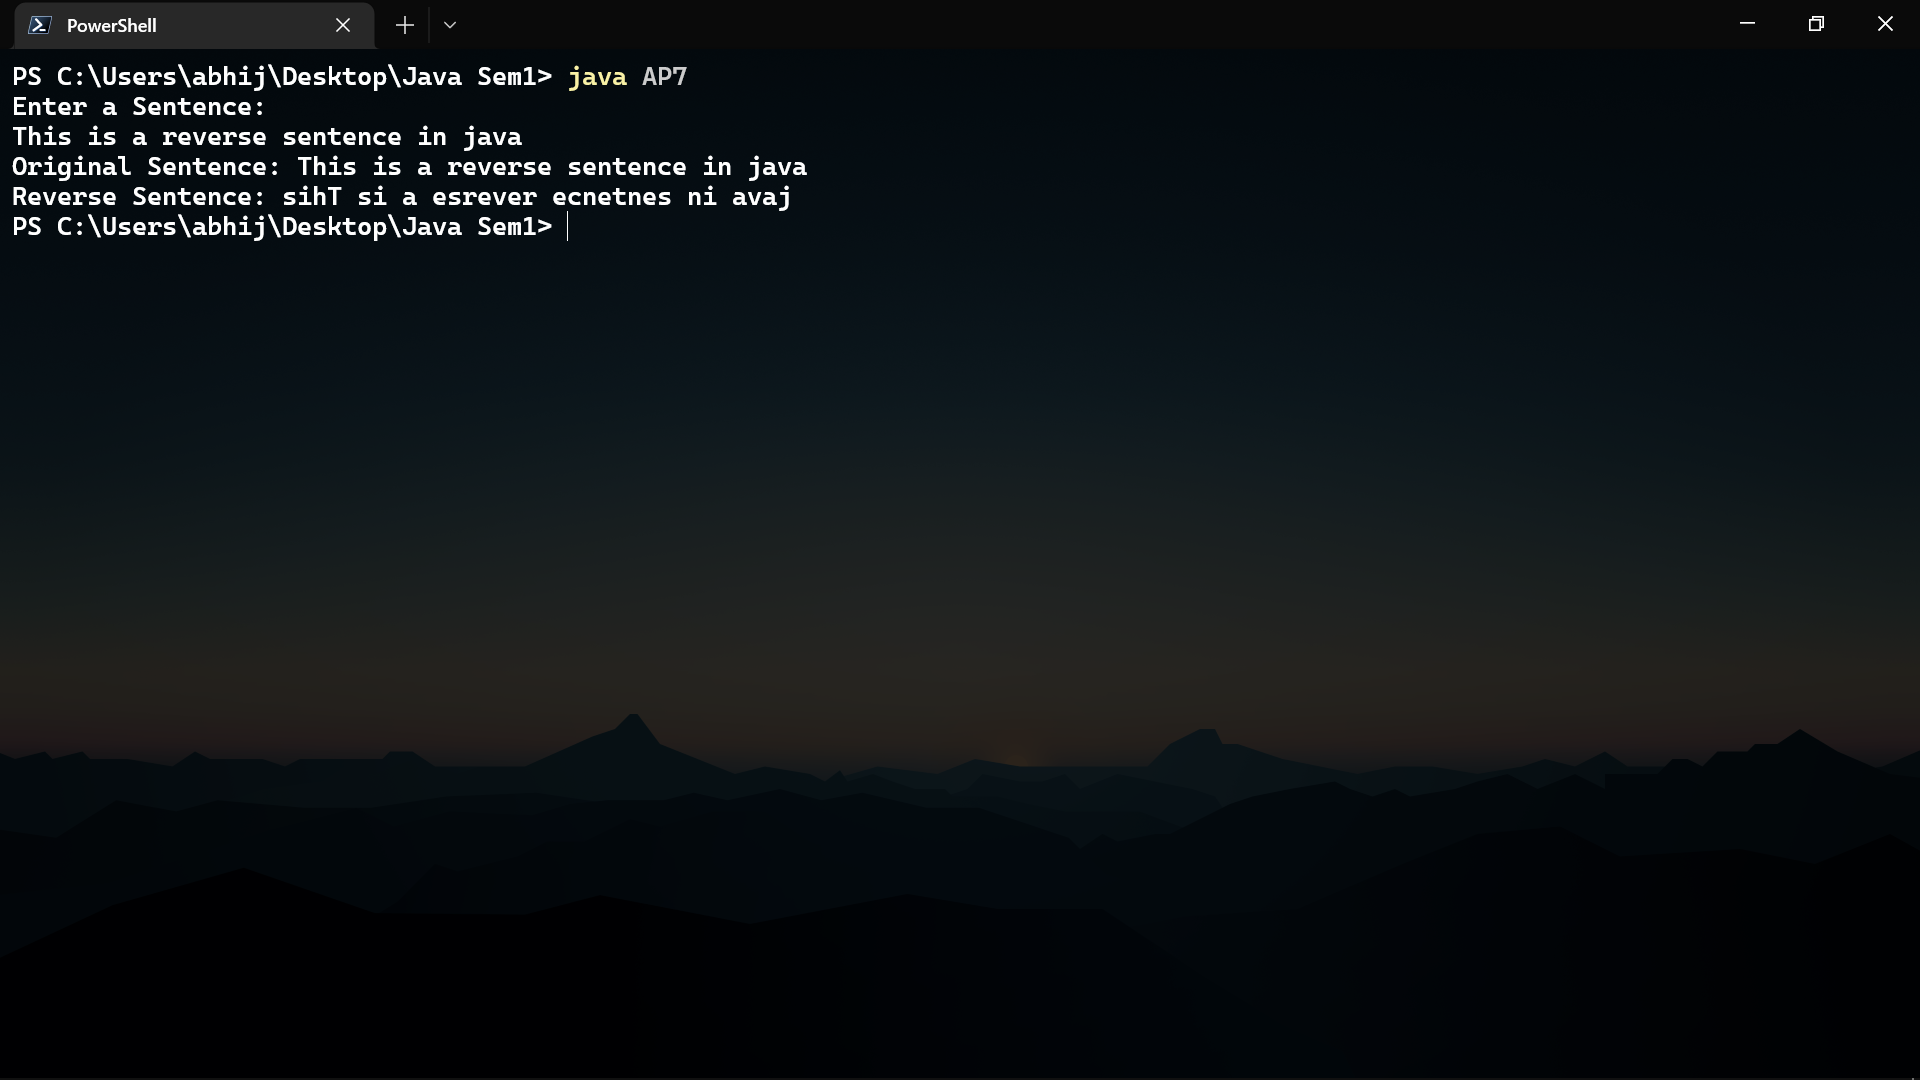 PowerShell
PS C:\Users\abhij\Desktop\Java Sem1> java AP7
Enter a Sentence:
This is a reverse sentence in java
Original Sentence: This is a reverse sentence in java
Reverse Sentence: sihT si a esrever ecnetnes ni avaj
PS C:\Users\abhij\Desktop\Java Sem1>